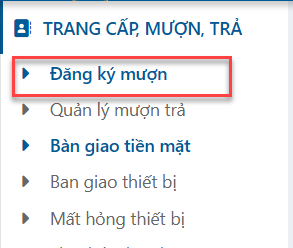 TRANG CẤP, MƯỢN, TRẢ
Đăng ký mượn
Quản lý mượn trả
Bàn giao tiền mặt
Ban giao thiết bị
Mất hỏng thiết bị